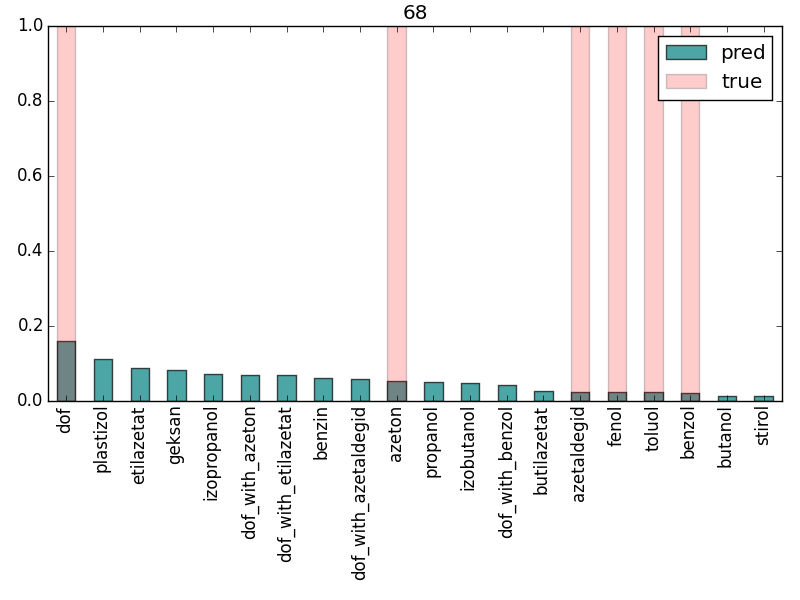 68
1.0
0.8
0.6
0.4
0.2
0.0
pred
true
dof
plastizol
etilazetat
geksan
izopropanol
dof_with_azeton
dof_with_etilazetat
benzin
dof_with_azetaldegid
azeton
propanol
izobutanol
dof_with_benzol
butilazetat
azetaldegid
fenol
toluol
benzol
butanol
stirol